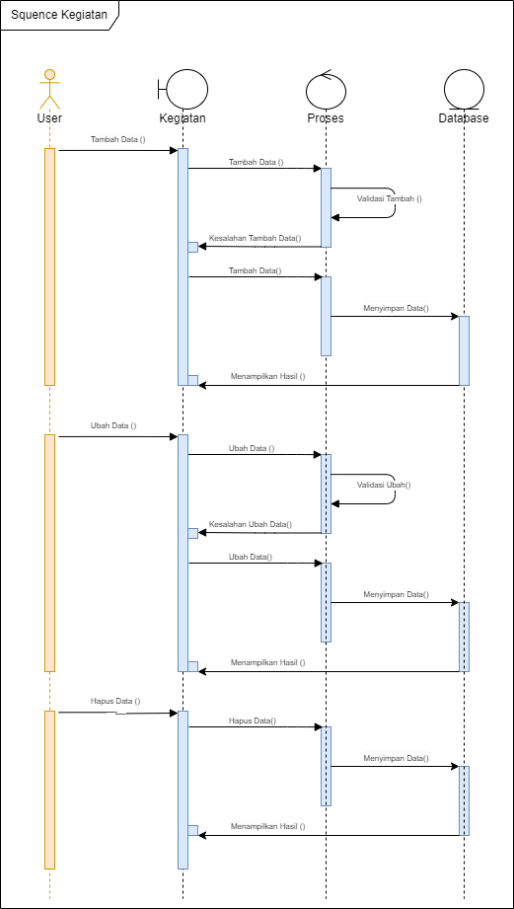 Squence Kegiatan
User
Kegiatan
Proses
Database
Tambah Data ()
Tambah Data ()
Validasi Tambah ()
Kesalahan Tambah Data()
Tambah Data()
Menyimpan Data()
Menampilkan Hasil ()
Ubah Data ()
Ubah Data ()
Validasi Ubah()
Kesalahan Ubah Data()
Ubah Data()
Menyimpan Data()
Menampilkan Hasil ()
Hapus Data ()
Hapus Data()
Menyimpan Data()
Menampilkan Hasil ()